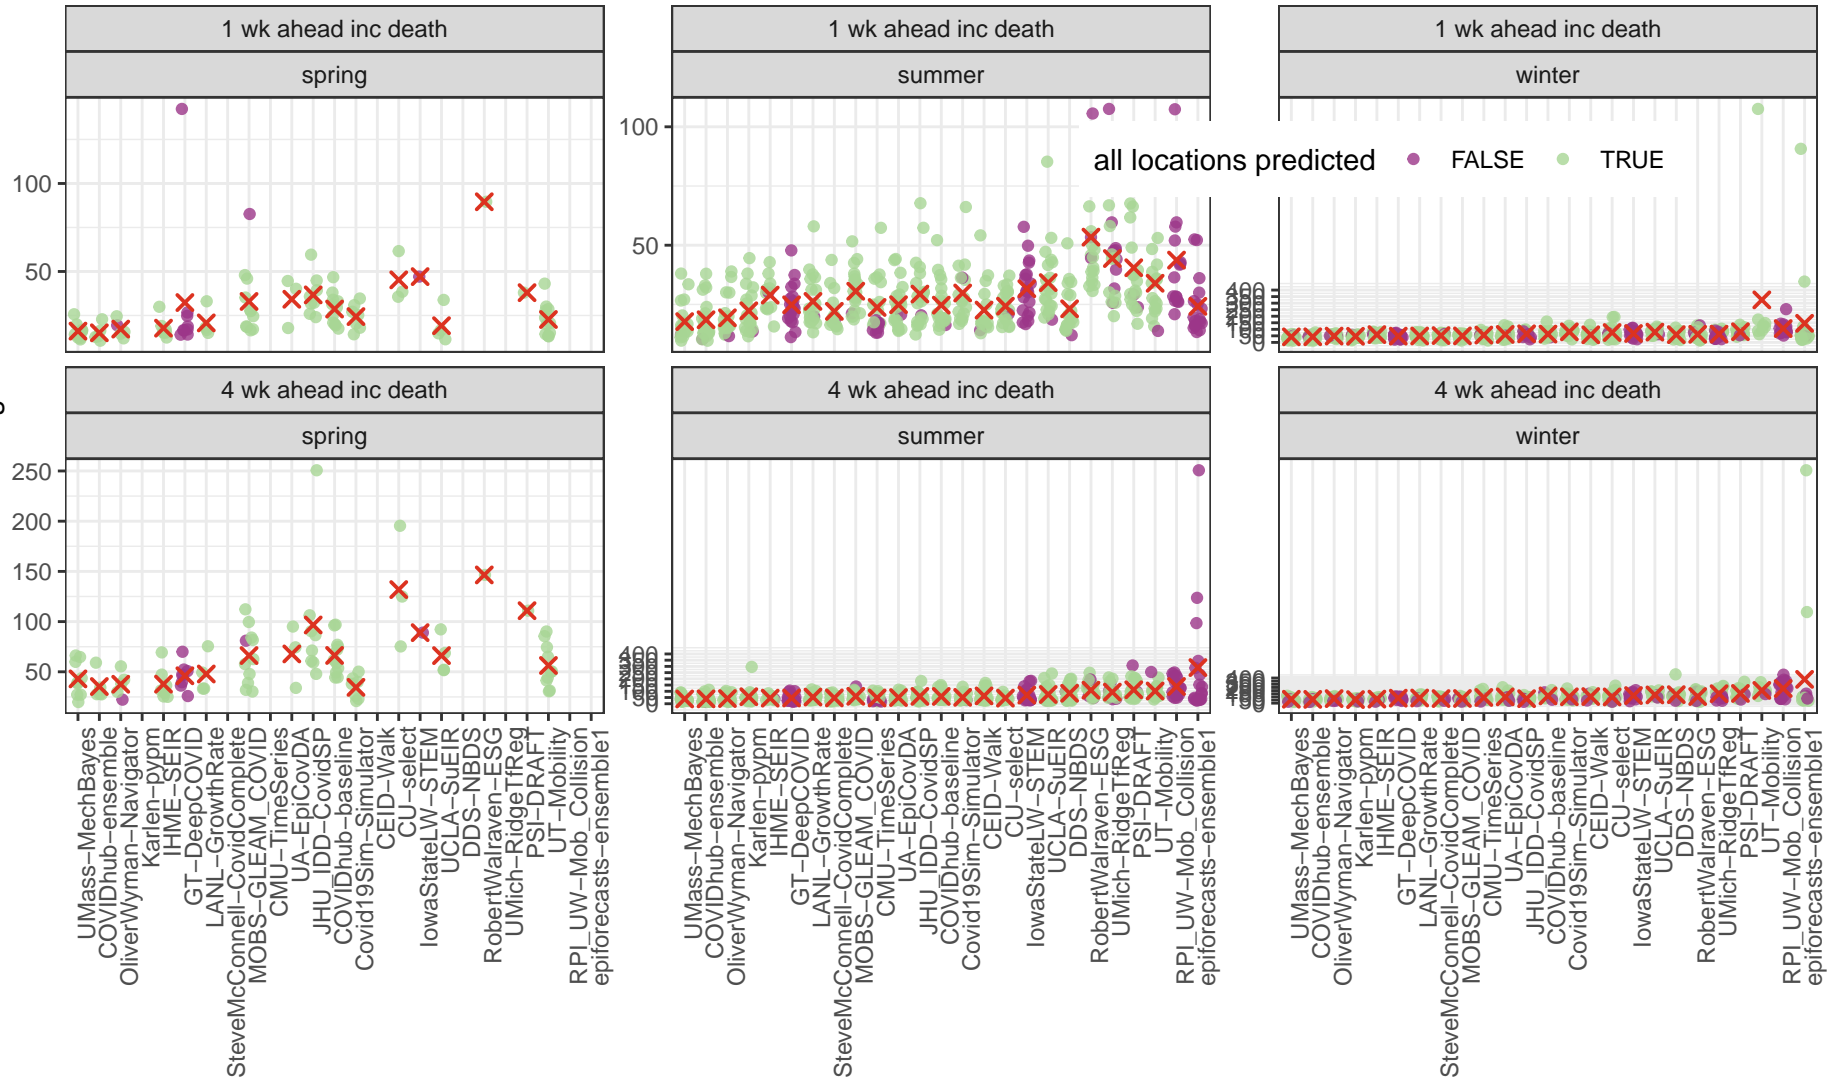 1 wk ahead inc death
1 wk ahead inc death
1 wk ahead inc death
spring
summer
winter
all locations predicted FALSE TRUE
100
50
100
50
4 wk ahead inc death
4 wk ahead inc death
4 wk ahead inc death
spring
summer
winter
250
200
150
100
50
UMass−MechBayes
COVIDhub−ensemble
OliverWyman−Navigator
Karlen−pypm
IHME−SEIR
GT−DeepCOVID
LANL−GrowthRate
SteveMcConnell−CovidComplete
MOBS−GLEAM_COVID
CMU−TimeSeries
UA−EpiCovDA
JHU_IDD−CovidSP
COVIDhub−baseline
Covid19Sim−Simulator
CEID−Walk
CU−select
IowaStateLW−STEM
UCLA−SuEIR
DDS−NBDS
RobertWalraven−ESG
UMich−RidgeTfReg
PSI−DRAFT
UT−Mobility
RPI_UW−Mob_Collision
epiforecasts−ensemble1
UMass−MechBayes
COVIDhub−ensemble
OliverWyman−Navigator
Karlen−pypm
IHME−SEIR
GT−DeepCOVID
LANL−GrowthRate
SteveMcConnell−CovidComplete
MOBS−GLEAM_COVID
CMU−TimeSeries
UA−EpiCovDA
JHU_IDD−CovidSP
COVIDhub−baseline
Covid19Sim−Simulator
CEID−Walk
CU−select
IowaStateLW−STEM
UCLA−SuEIR
DDS−NBDS
RobertWalraven−ESG
UMich−RidgeTfReg
PSI−DRAFT
UT−Mobility
RPI_UW−Mob_Collision
epiforecasts−ensemble1
UMass−MechBayes
COVIDhub−ensemble
OliverWyman−Navigator
Karlen−pypm
IHME−SEIR
GT−DeepCOVID
LANL−GrowthRate
SteveMcConnell−CovidComplete
MOBS−GLEAM_COVID
CMU−TimeSeries
UA−EpiCovDA
JHU_IDD−CovidSP
COVIDhub−baseline
Covid19Sim−Simulator
CEID−Walk
CU−select
IowaStateLW−STEM
UCLA−SuEIR
DDS−NBDS
RobertWalraven−ESG
UMich−RidgeTfReg
PSI−DRAFT
UT−Mobility
RPI_UW−Mob_Collision
epiforecasts−ensemble1